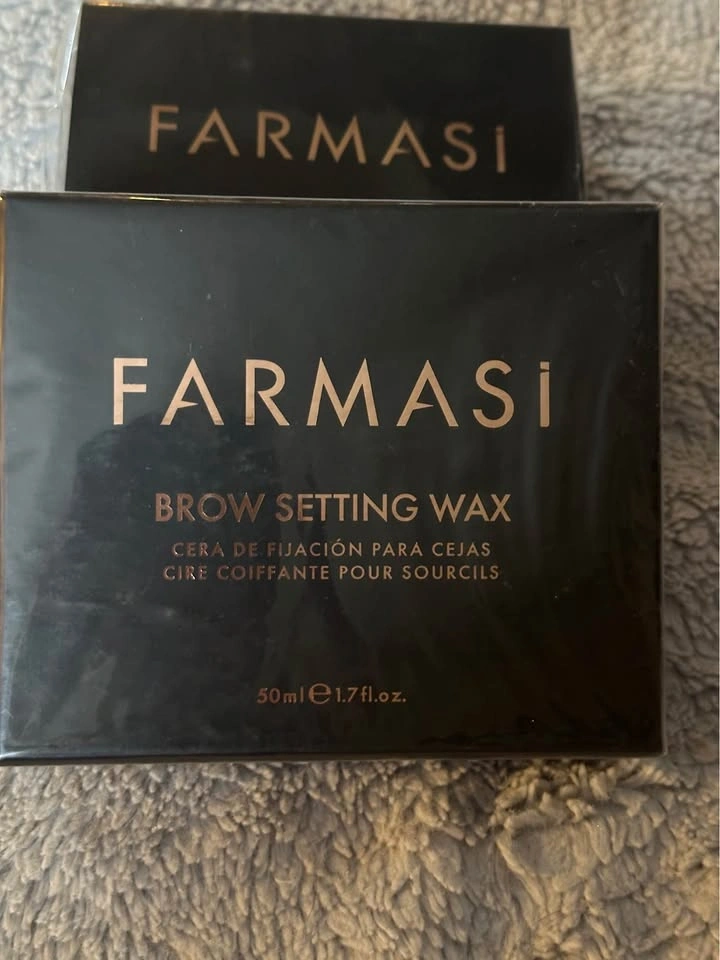 FARMASi
FARMASi
BROW SETTING WAX
CERA DE FIJACIÓN PARA CEJAS
CIRE COIFFANTE POUR SOURCILS
50ml℮1.7fl.oz.